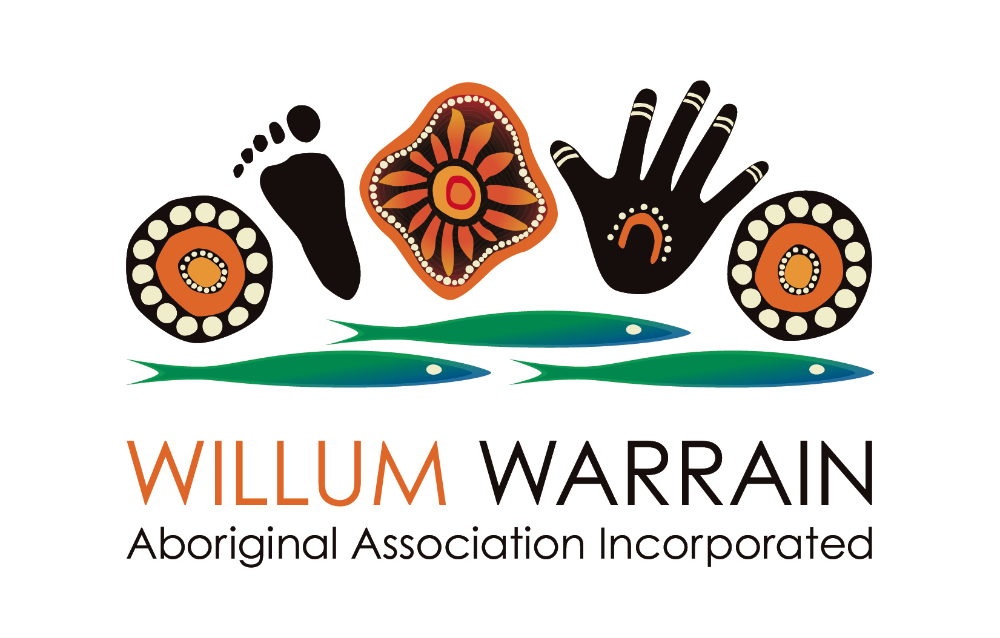 WILLUM WARRAIN
Aboriginal Association Incorporated